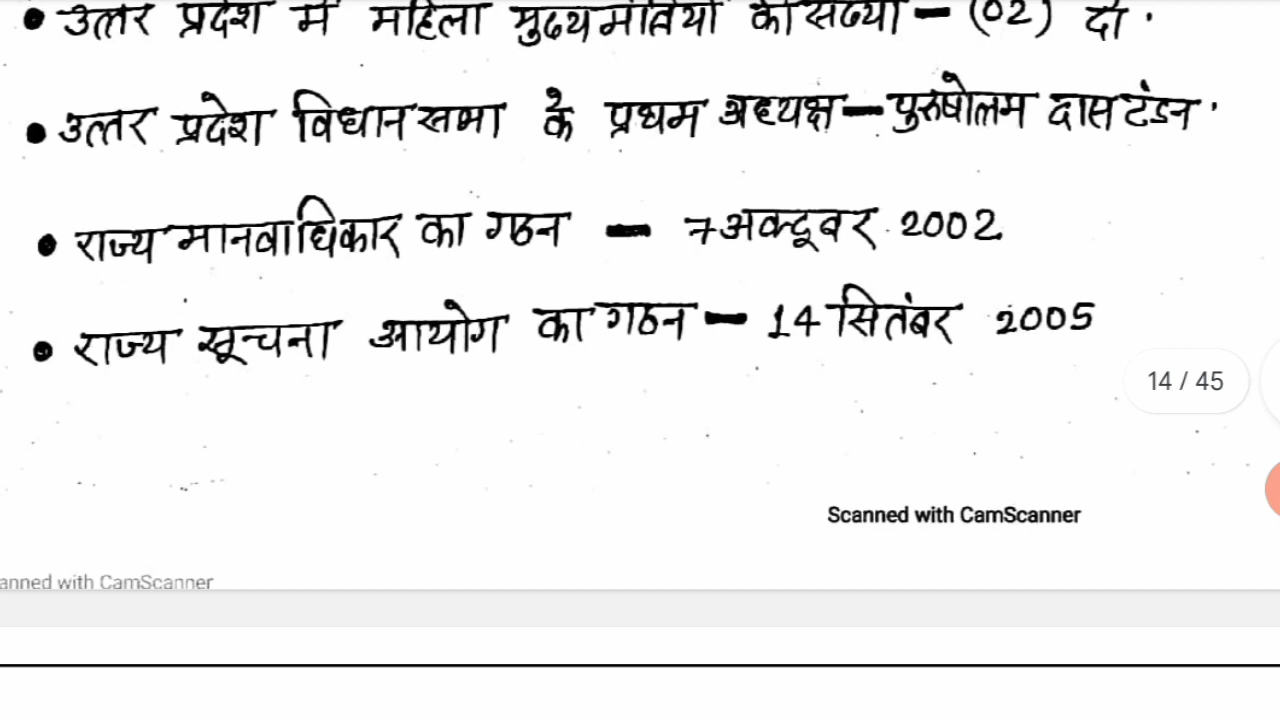 • उत्तर प्रदेश में महिला मुख्यमंत्रियों की संख्या - (02) दो.
• उत्तर प्रदेश विधानसभा के प्रथम अध्यक्ष - पुरुषोत्तम दास टंडन.
• राज्य मानवाधिकार का गठन - 7 अक्टूबर 2002
• राज्य सूचना आयोग का गठन - 14 सितंबर 2005
14 / 45
Scanned with CamScanner
anned with CamScanner